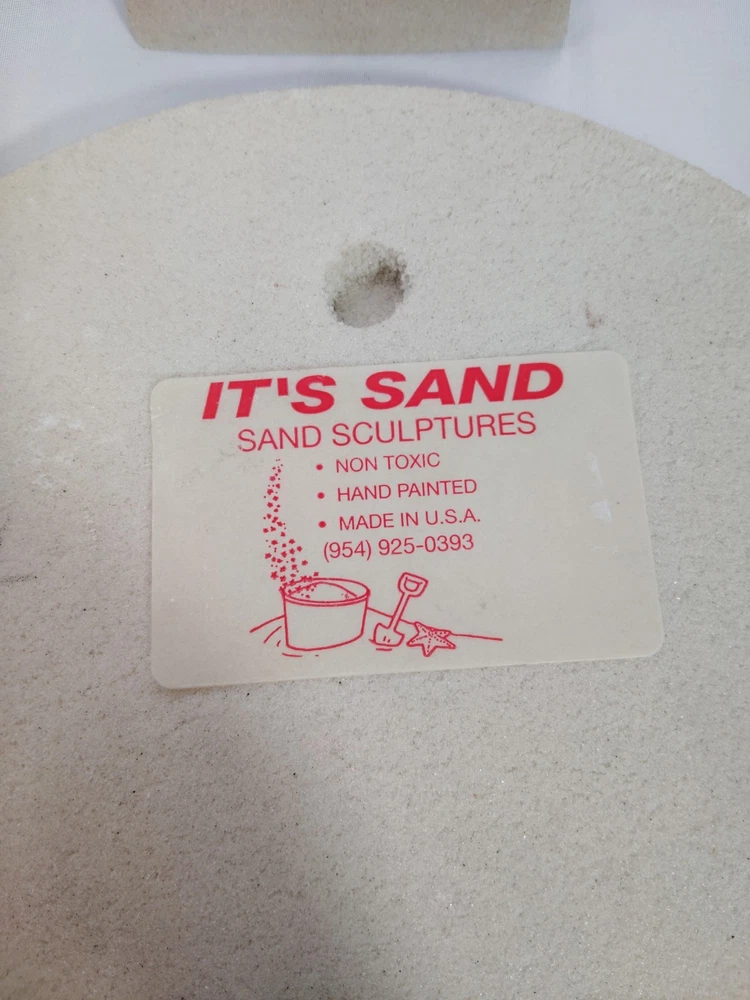 IT'S SAND
SAND SCULPTURES
• NON TOXIC
• HAND PAINTED
• MADE IN U.S.A.
(954) 925-0393